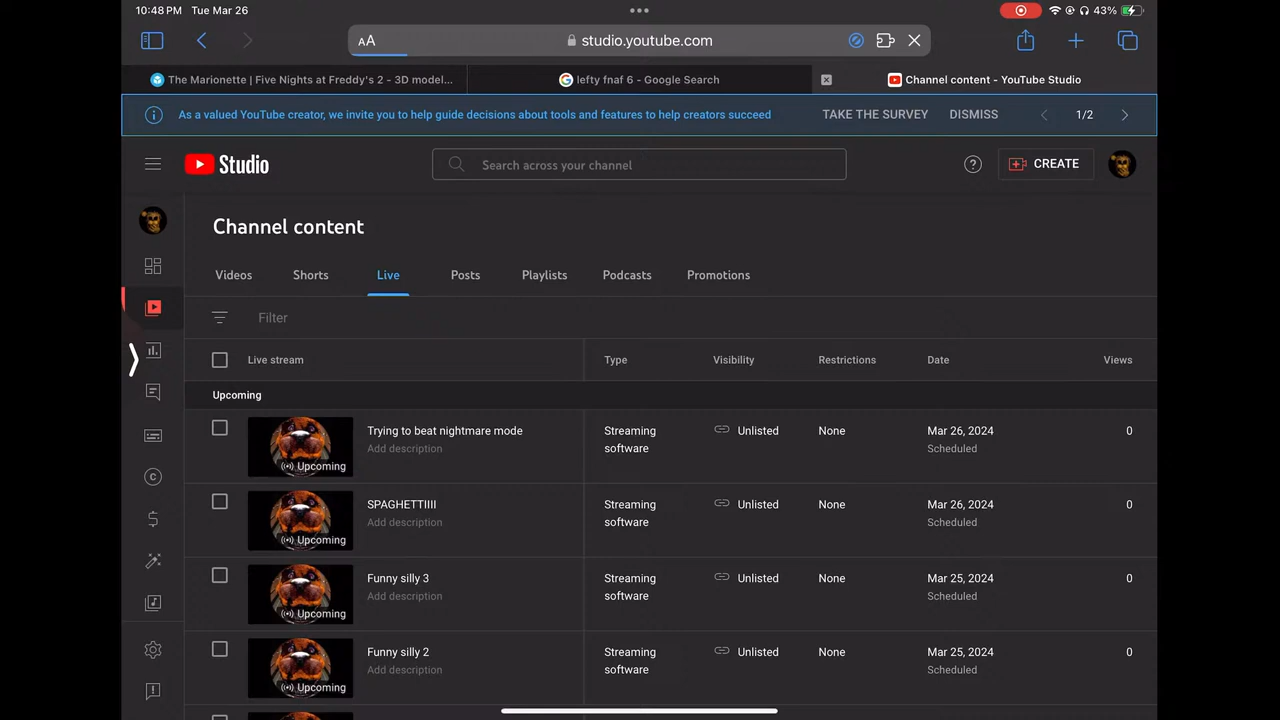 10:48 PM Tue Mar 26
43%
AA
studio.youtube.com
The Marionette | Five Nights at Freddy's 2 - 3D model...
lefty fnaf 6 - Google Search
Channel content - YouTube Studio
As a valued YouTube creator, we invite you to help guide decisions about tools and features to help creators succeed
TAKE THE SURVEY
DISMISS
1/2
Studio
Search across your channel
CREATE
Channel content
Videos
Shorts
Live
Posts
Playlists
Podcasts
Promotions
Filter
Live stream
Type
Visibility
Restrictions
Date
Views
Upcoming
Trying to beat nightmare mode
Add description
Upcoming
Streaming
software
Unlisted
None
Mar 26, 2024
Scheduled
0
SPAGHETTIIII
Add description
Upcoming
Streaming
software
Unlisted
None
Mar 26, 2024
Scheduled
0
Funny silly 3
Add description
Upcoming
Streaming
software
Unlisted
None
Mar 25, 2024
Scheduled
0
Funny silly 2
Add description
Upcoming
Streaming
software
Unlisted
None
Mar 25, 2024
Scheduled
0